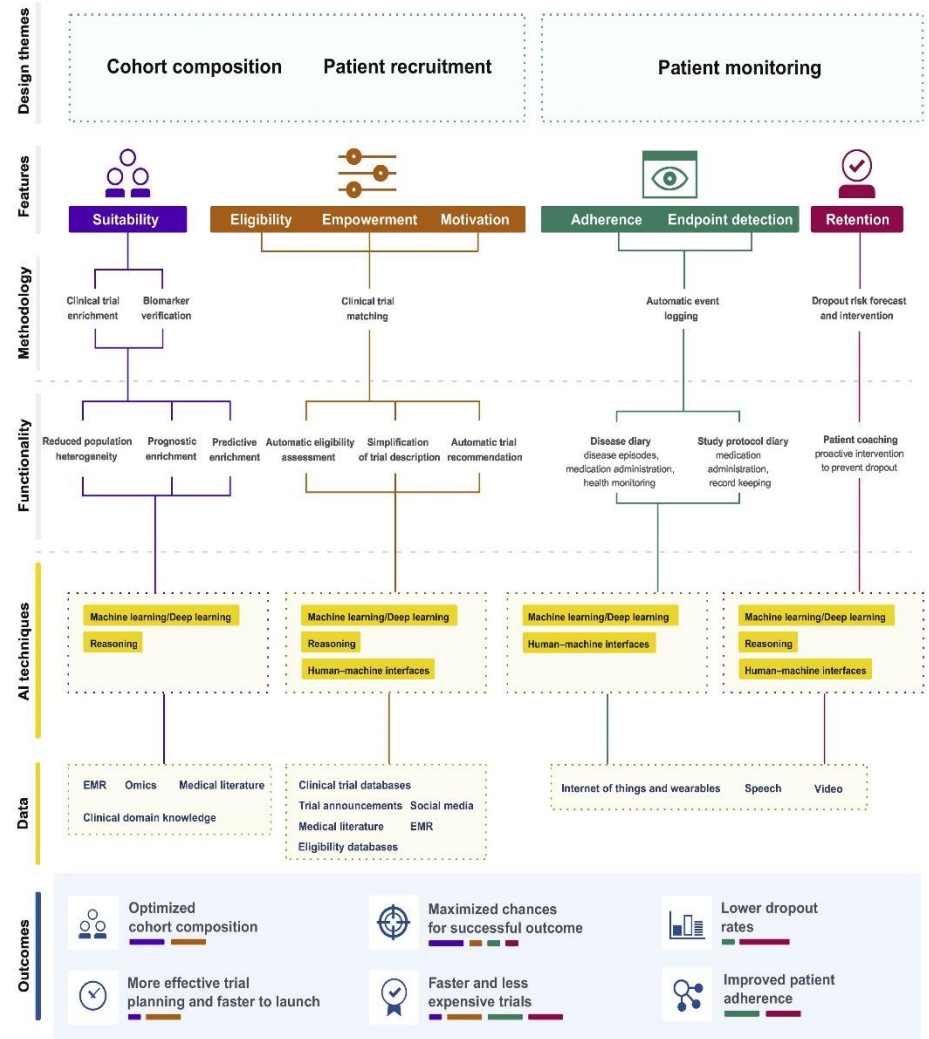 Design themes
Cohort composition
Patient recruitment
Patient monitoring
Features
Suitability
Eligibility
Empowerment
Motivation
Adherence
Endpoint detection
Retention
Methodology
Clinical trial
enrichment
Biomarker
verification
Clinical trial
matching
Automatic event
logging
Dropout risk forecast
and intervention
Functionality
Reduced population
heterogeneity
Prognostic
enrichment
Predictive
enrichment
Automatic eligibility
assessment
Simplification
of trial description
Automatic trial
recommendation
Disease diary
disease episodes,
medication administration,
health monitoring
Study protocol diary
medication
administration,
record keeping
Patient coaching
proactive intervention
to prevent dropout
AI techniques
Machine learning/Deep learning
Reasoning
Machine learning/Deep learning
Reasoning
Human–machine interfaces
Machine learning/Deep learning
Human–machine interfaces
Machine learning/Deep learning
Reasoning
Human–machine interfaces
Data
EMR
Omics
Medical literature
Clinical domain knowledge
Clinical trial databases
Trial announcements
Social media
Medical literature
EMR
Eligibility databases
Internet of things and wearables
Speech
Video
Outcomes
Optimized
cohort composition
Maximized chances
for successful outcome
Lower dropout
rates
More effective trial
planning and faster to launch
Faster and less
expensive trials
Improved patient
adherence